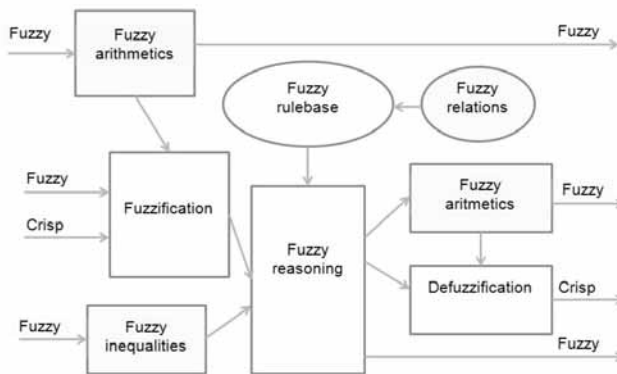 Fuzzy
Fuzzy
arithmetics
Fuzzy
Fuzzy
rulebase
Fuzzy
relations
Fuzzy
Crisp
Fuzzification
Fuzzy
reasoning
Fuzzy
aritmetics
Fuzzy
Defuzzification
Crisp
Fuzzy
Fuzzy
inequalities
Fuzzy